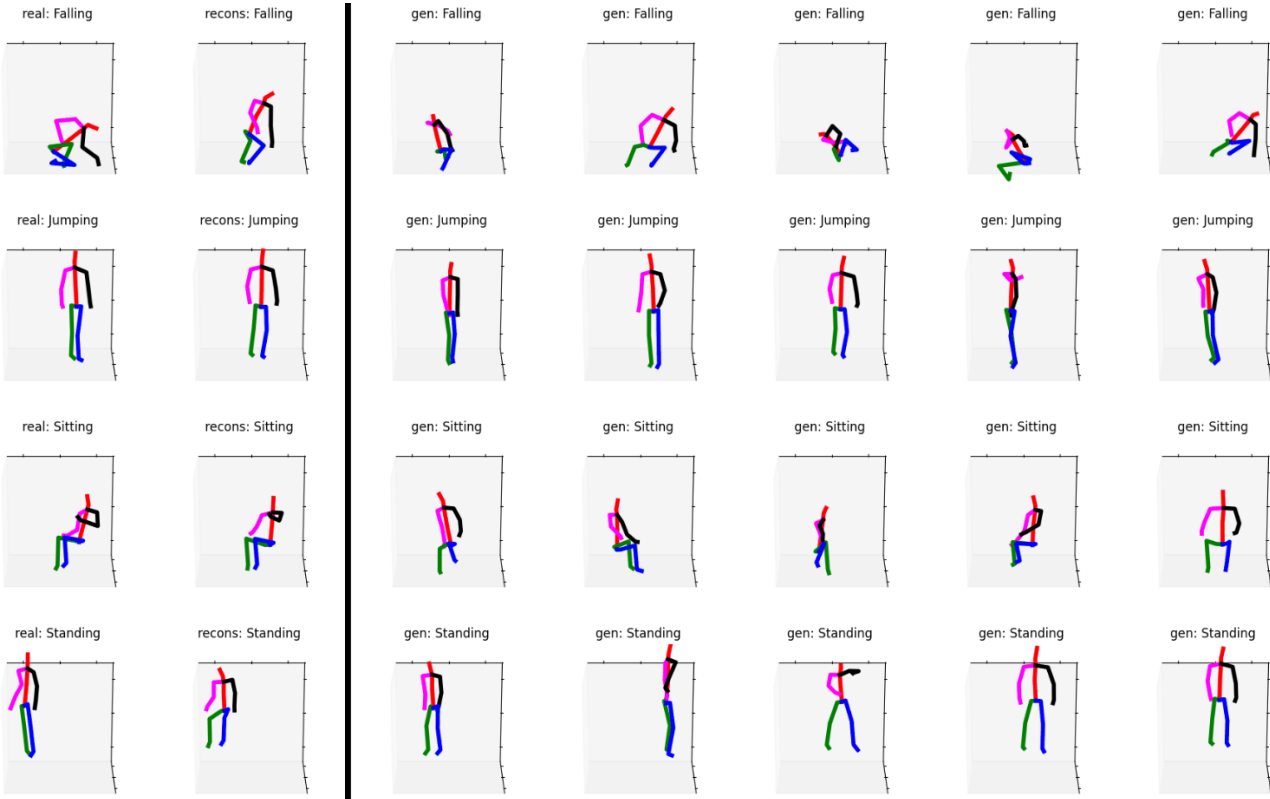 real: Falling
recons: Falling
gen: Falling
gen: Falling
gen: Falling
gen: Falling
gen: Falling
real: Jumping
recons: Jumping
gen: Jumping
gen: Jumping
gen: Jumping
gen: Jumping
gen: Jumping
real: Sitting
recons: Sitting
gen: Sitting
gen: Sitting
gen: Sitting
gen: Sitting
gen: Sitting
real: Standing
recons: Standing
gen: Standing
gen: Standing
gen: Standing
gen: Standing
gen: Standing